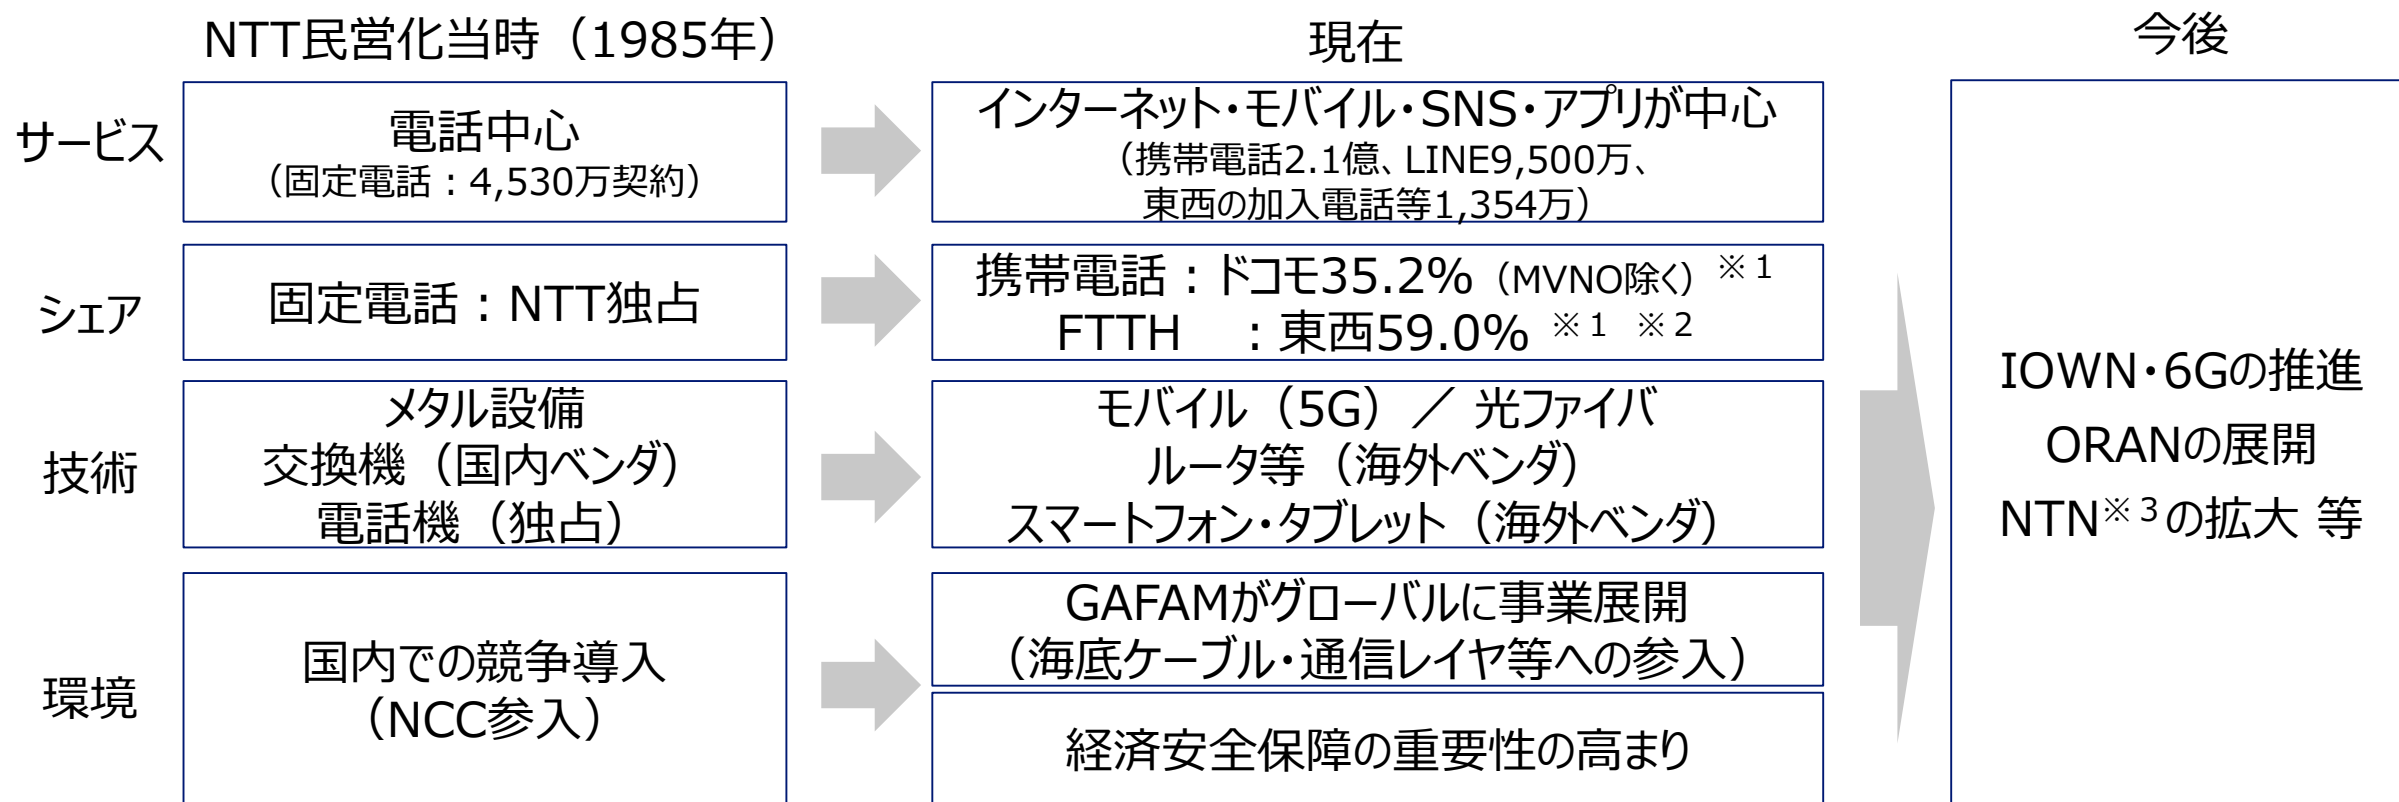 NTT民営化当時（1985年）
現在
今後
サービス
電話中心
（固定電話：4,530万契約）
インターネット・モバイル・SNS・アプリが中心
（携帯電話2.1億、LINE9,500万、
東西の加入電話等1,354万）
シェア
固定電話：NTT独占
携帯電話：ドコモ35.2%（MVNO除く）※1
FTTH　：東西59.0% ※1 ※2
技術
メタル設備
交換機（国内ベンダ）
電話機（独占）
モバイル（5G）／ 光ファイバ
ルータ等（海外ベンダ）
スマートフォン・タブレット（海外ベンダ）
環境
国内での競争導入
（NCC参入）
GAFAMがグローバルに事業展開
（海底ケーブル・通信レイヤ等への参入）
経済安全保障の重要性の高まり
IOWN・6Gの推進
ORANの展開
NTN※3の拡大 等